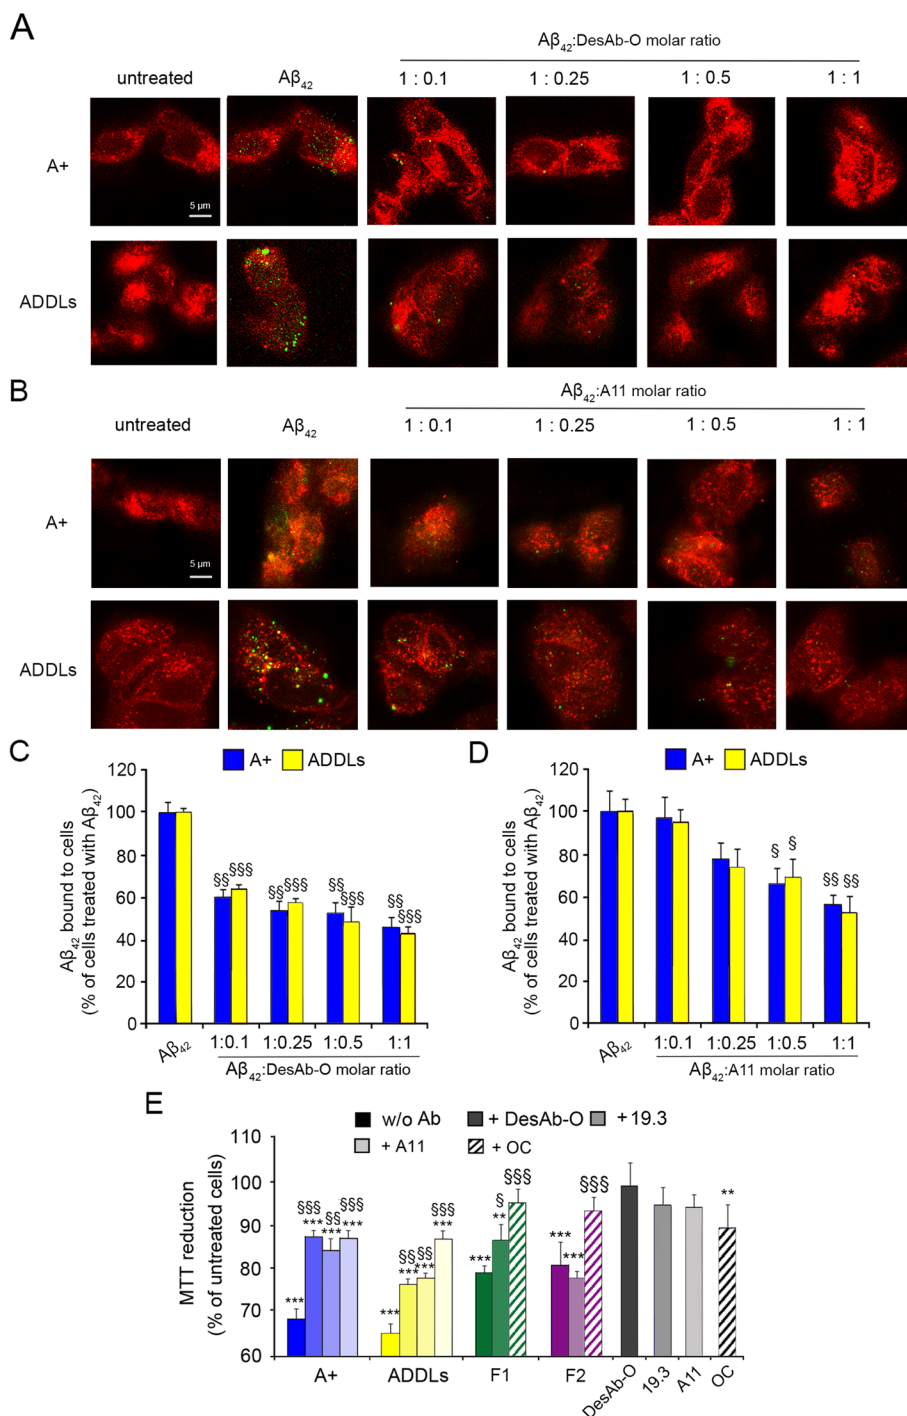 A
Aβ42:DesAb-O molar ratio
untreated Aβ42 1 : 0.1 1 : 0.25 1 : 0.5 1 : 1
A+
5 µm
ADDLs
B
Aβ42:A11 molar ratio
untreated Aβ42 1 : 0.1 1 : 0.25 1 : 0.5 1 : 1
A+
5 µm
ADDLs
C
A+ ADDLs
Aβ42 bound to cells
(% of cells treated with Aβ42)
120
100
80
60
40
20
0
§§ §§§ §§ §§§ §§ §§§ §§ §§§
Aβ42 1:0.1 1:0.25 1:0.5 1:1
Aβ42:DesAb-O molar ratio
D
A+ ADDLs
Aβ42 bound to cells
(% of cells treated with Aβ42)
120
100
80
60
40
20
0
§ § §§ §§
Aβ42 1:0.1 1:0.25 1:0.5 1:1
Aβ42:A11 molar ratio
E
w/o Ab + DesAb-O + 19.3
+ A11 + OC
MTT reduction
(% of untreated cells)
110
100
90
80
70
60
§§§ §§ §§§ §§ §§ §§§ § §§§ §§§
*** *** *** *** *** *** *** *** *** ** *** *** **
A+ ADDLs F1 F2 DesAb-O 19.3 A11 OC